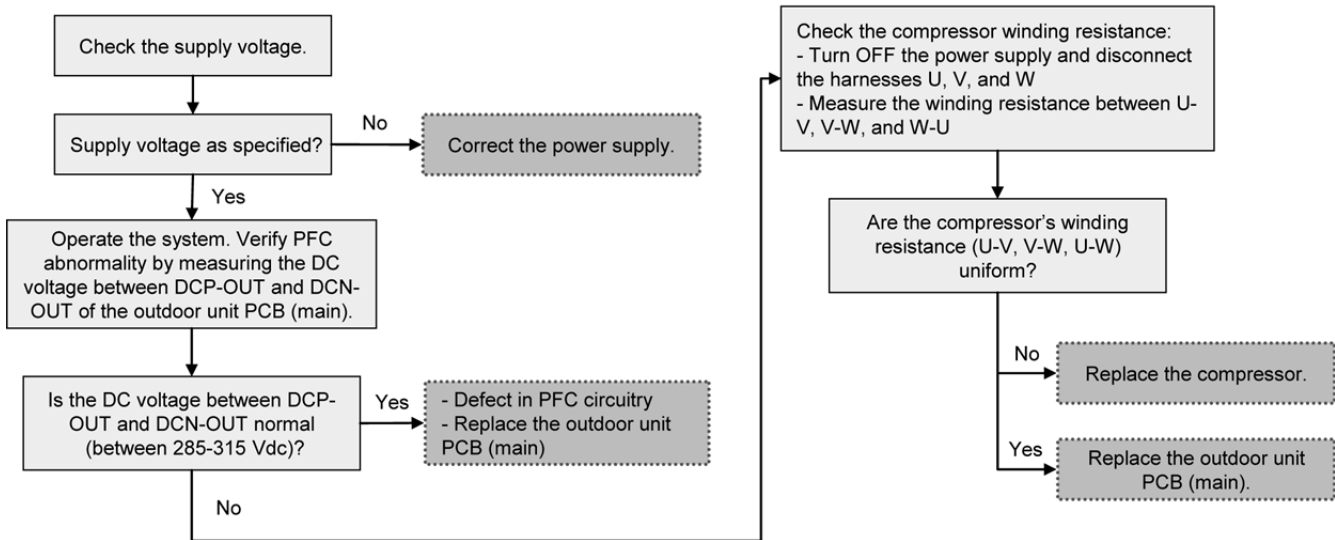 Check the supply voltage.
Supply voltage as specified?
No
Correct the power supply.
Yes
Operate the system. Verify PFC
abnormality by measuring the DC
voltage between DCP-OUT and DCN-
OUT of the outdoor unit PCB (main).
Is the DC voltage between DCP-
OUT and DCN-OUT normal
(between 285-315 Vdc)?
Yes
- Defect in PFC circuitry
- Replace the outdoor unit
PCB (main)
No
Check the compressor winding resistance:
- Turn OFF the power supply and disconnect
the harnesses U, V, and W
- Measure the winding resistance between U-
V, V-W, and W-U
Are the compressor's winding
resistance (U-V, V-W, U-W)
uniform?
No
Replace the compressor.
Yes
Replace the outdoor unit
PCB (main).